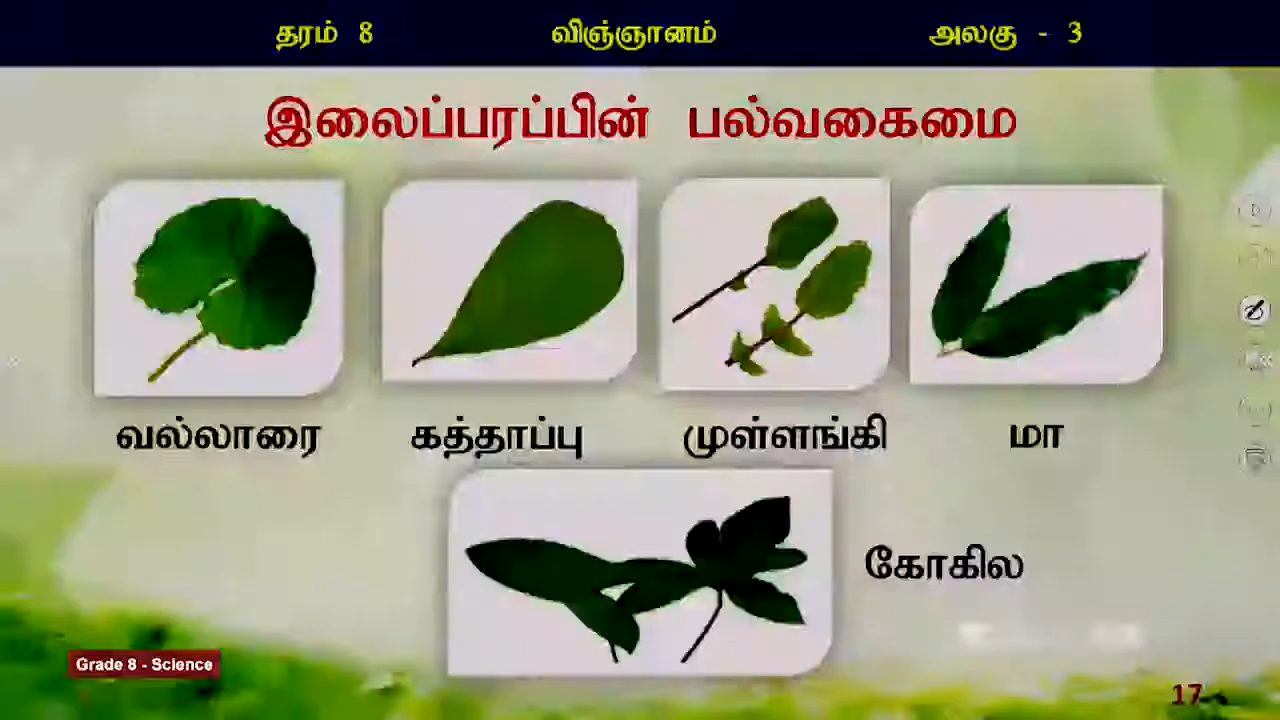 தரம் 8 விஞ்ஞானம் அலகு - 3
இலைப்பரப்பின் பல்வகைமை
வல்லாரை கத்தாப்பு முள்ளங்கி மா
கோகில
Grade 8 - Science
17